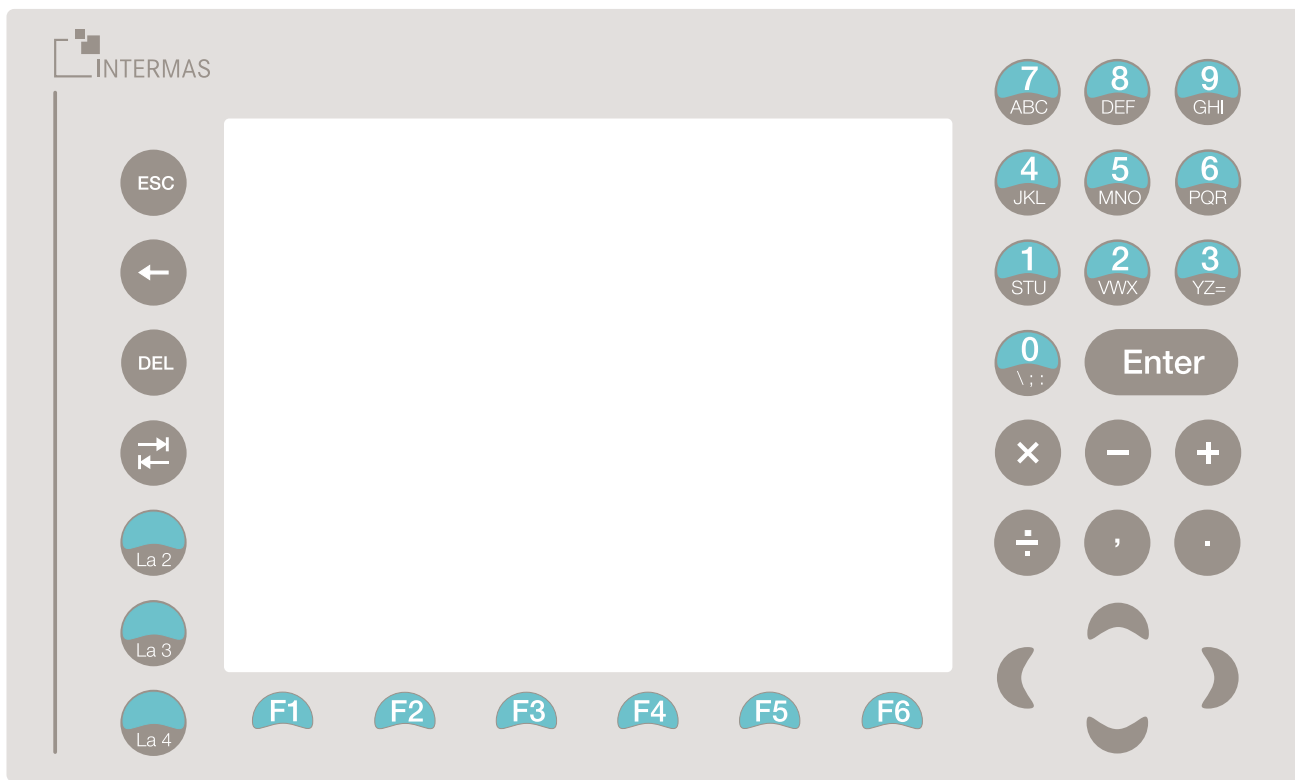 INTERMAS
ESC
DEL
La 2
La 3
La 4
F1 F2 F3 F4 F5 F6
7 8 9
ABC DEF GHI
4 5 6
JKL MNO PQR
1 2 3
STU VWX YZ=
0 Enter
\ ; :
× − +
÷ , .